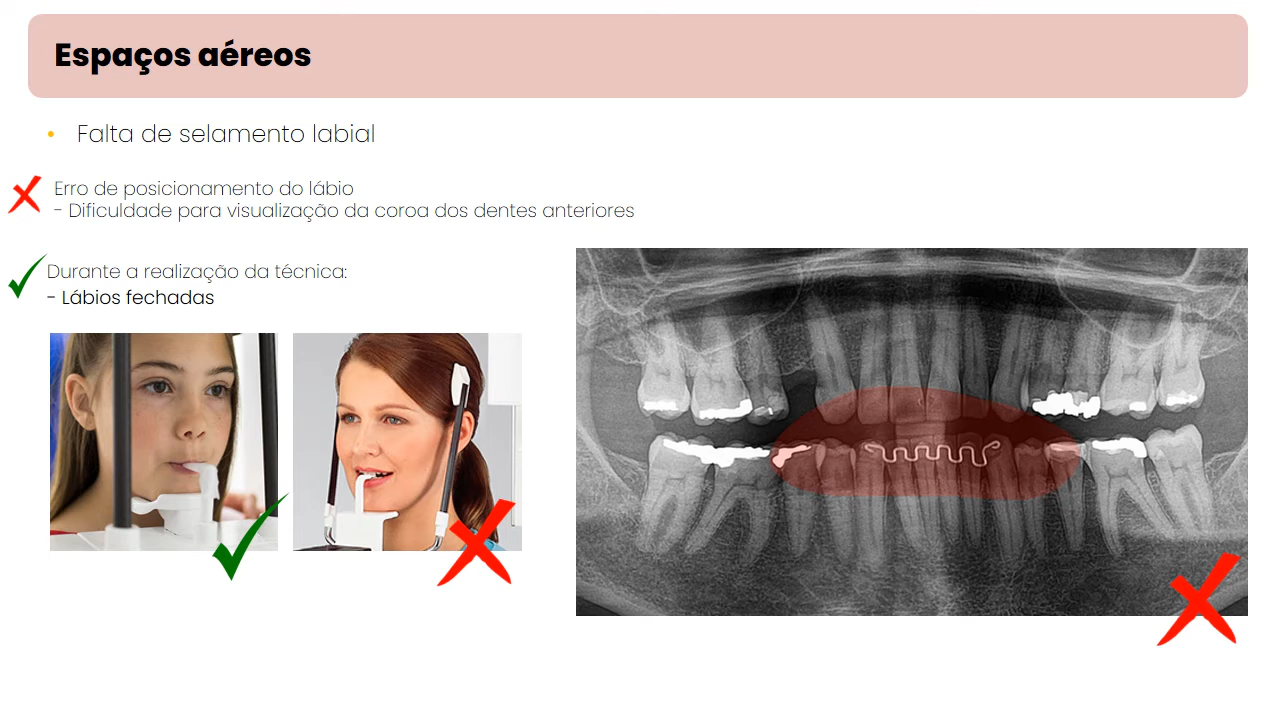 Espaços aéreos
• Falta de selamento labial
Erro de posicionamento do lábio
- Dificuldade para visualização da coroa dos dentes anteriores
Durante a realização da técnica:
- Lábios fechadas